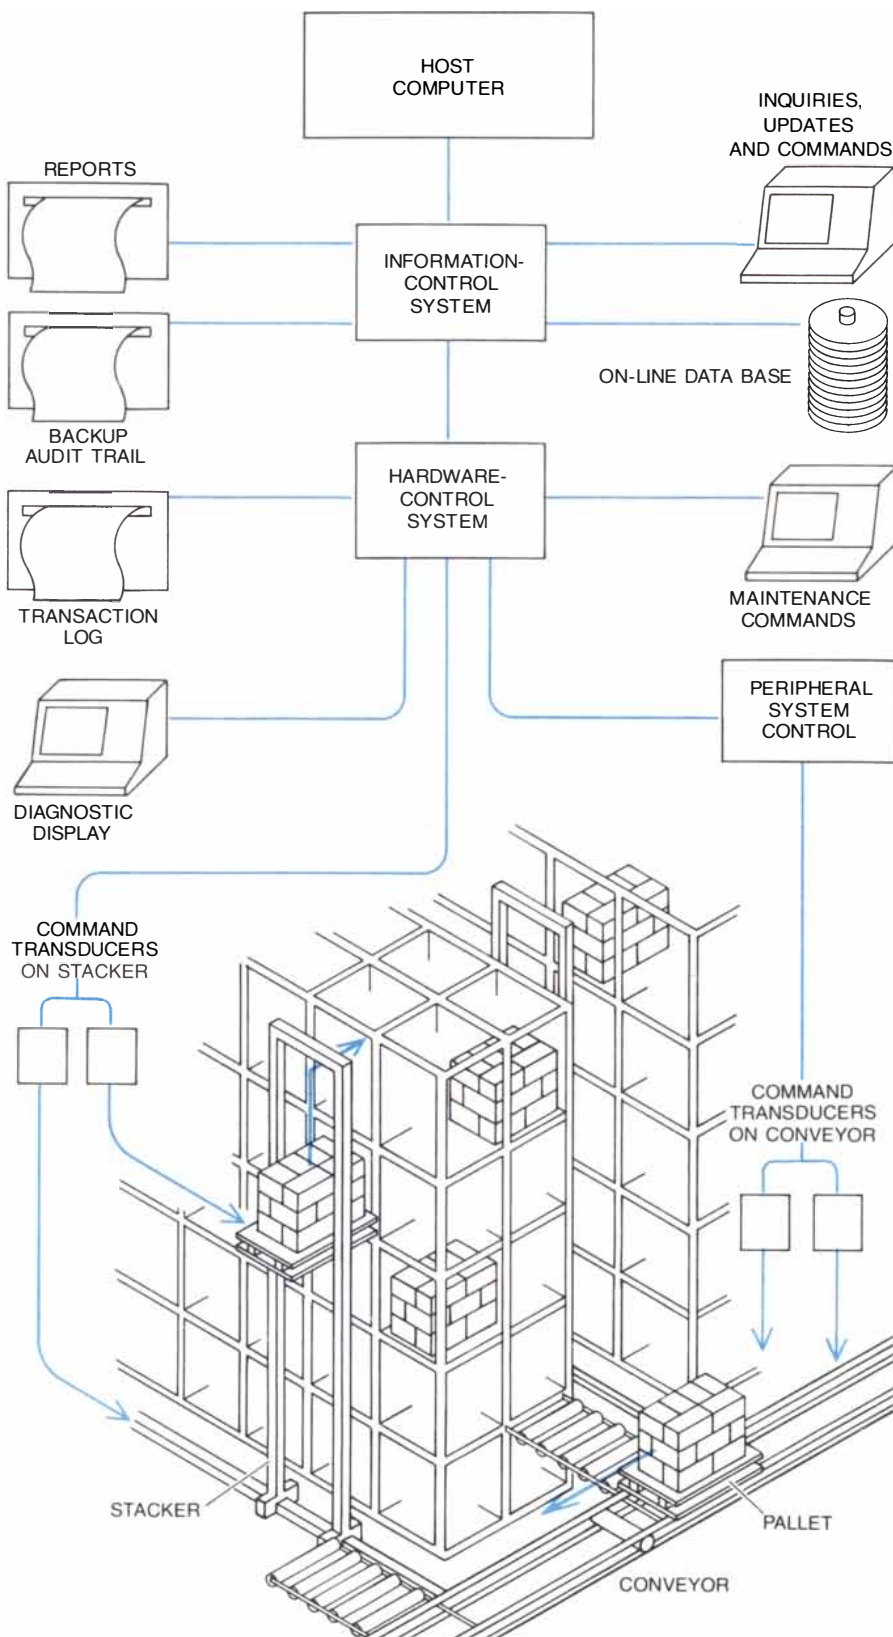 HOST
COMPUTER
INQUIRIES,
UPDATES
AND COMMANDS
REPORTS
INFORMATION-
CONTROL
SYSTEM
ON-LINE DATA BASE
BACKUP
AUDIT TRAIL
HARDWARE-
CONTROL
SYSTEM
TRANSACTION
LOG
MAINTENANCE
COMMANDS
PERIPHERAL
SYSTEM
CONTROL
DIAGNOSTIC
DISPLAY
COMMAND
TRANSDUCERS
ON STACKER
COMMAND
TRANSDUCERS
ON CONVEYOR
STACKER
PALLET
CONVEYOR